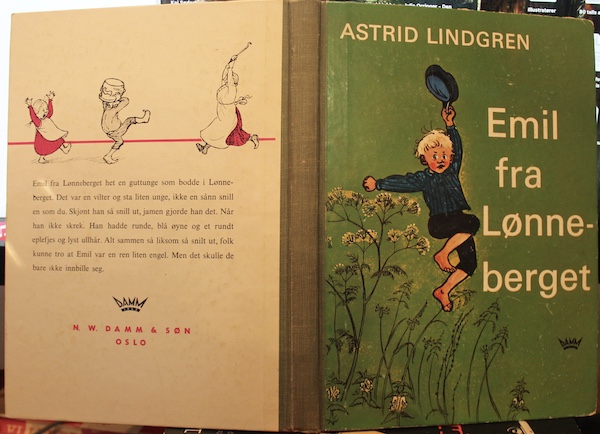 ASTRID LINDGREN
Emil
fra
Lønne-
berget
Emil fra Lønneberget het en guttunge som bodde i Lønne-
berget. Det var en vilter og sta liten unge, ikke en sånn snill
en som du. Skjønt han så snill ut, jamen gjorde han det. Når
han ikke skrek. Han hadde runde, blå øyne og et rundt
eplefjes og lyst ullhår. Alt sammen så liksom så snilt ut, folk
kunne tro at Emil var en ren liten engel. Men det skulle de
bare ikke innbille seg.
DAMM
N. W. DAMM & SØN
OSLO